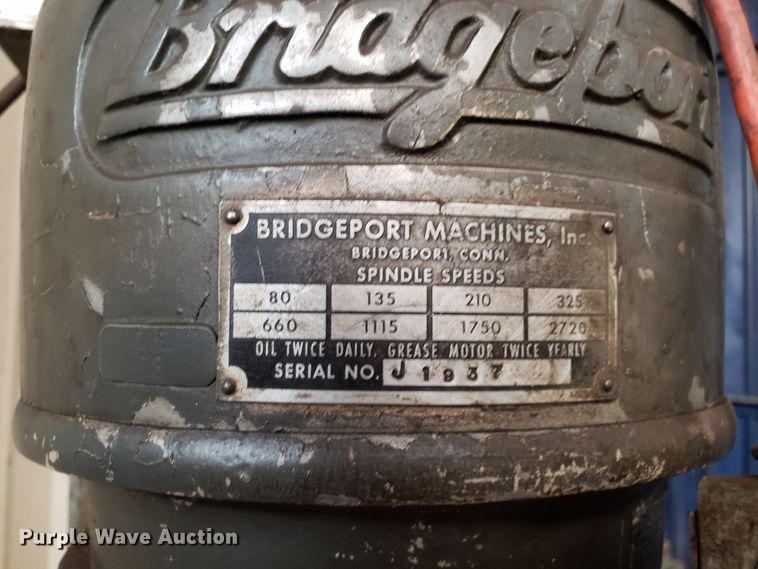 Bridgeport
BRIDGEPORT MACHINES, Inc.
BRIDGEPORT, CONN.
SPINDLE SPEEDS
80 135 210 325
660 1115 1750 2720
OIL TWICE DAILY. GREASE MOTOR TWICE YEARLY
SERIAL NO. J 1937
Purple Wave Auction